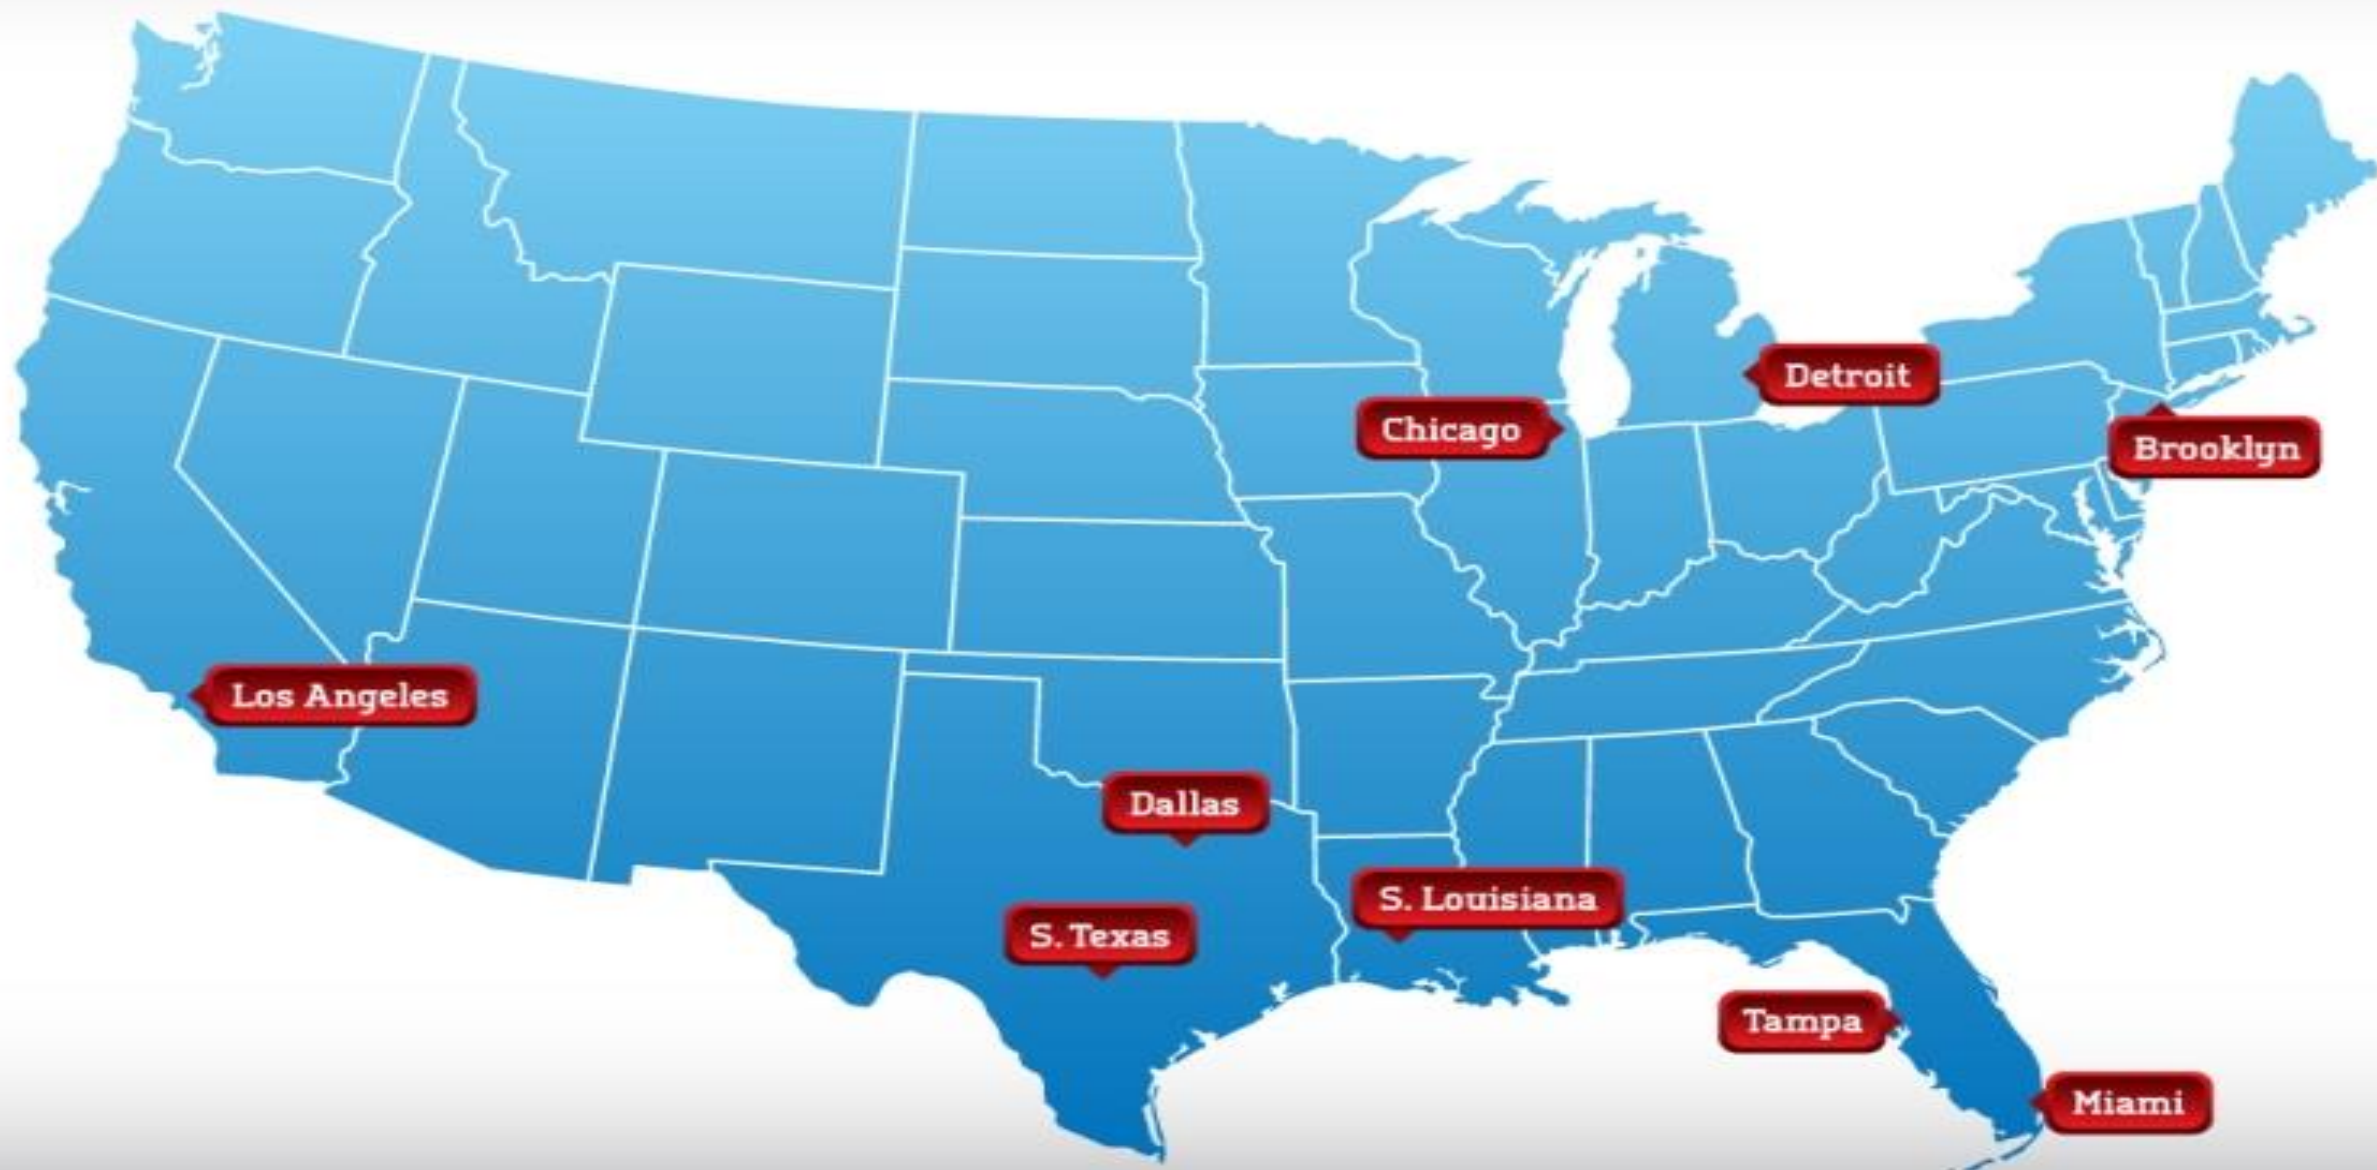 Detroit
Chicago
Brooklyn
Los Angeles
Dallas
S. Louisiana
S. Texas
Tampa
Miami